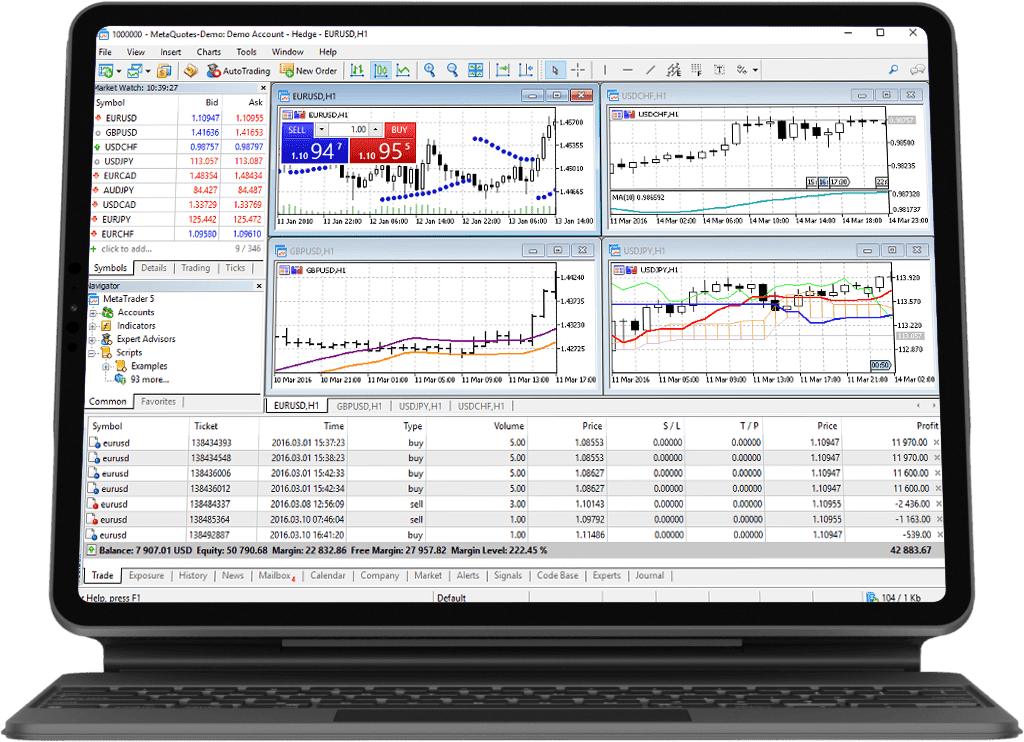 1000000 - MetaQuotes-Demo: Demo Account - Hedge - EURUSD,H1
File View Insert Charts Tools Window Help
AutoTrading New Order
Market Watch: 10:39:27
Symbol Bid Ask
EURUSD 1.10947 1.10955
GBPUSD 1.41636 1.41653
USDCHF 0.98757 0.98797
USDJPY 113.057 113.087
EURCAD 1.48354 1.48434
AUDJPY 84.427 84.487
USDCAD 1.33729 1.33769
EURJPY 125.442 125.472
EURCHF 1.09580 1.09610
click to add... 9 / 346
Symbols Details Trading Ticks
Navigator
MetaTrader 5
Accounts
Indicators
Expert Advisors
Scripts
Examples
93 more...
Common Favorites
EURUSD,H1
EURUSD,H1
SELL 1.00 BUY
1.10 94 7 1.10 95 5
1.45700
1.45385
1.45015
1.44665
11 Jan 2010 11 Jan 22:00 12 Jan 06:00 12 Jan 14:00 12 Jan 22:00 13 Jan 06:00 13 Jan 14:00
USDCHF,H1
USDCHF,H1
0.98757
0.98500
0.98235
15: 16: 17:00 22:
MA(10) 0.986592
0.987328
0.981737
11 Mar 2016 14 Mar 02:00 14 Mar 06:00 14 Mar 10:00 14 Mar 14:00 14 Mar 18:00 14 Mar 23:00
GBPUSD,H1
GBPUSD,H1
1.44240
1.43735
1.43230
1.42725
10 Mar 2016 10 Mar 21:00 11 Mar 01:00 11 Mar 05:00 11 Mar 09:00 11 Mar 13:00 11 Mar 17:00
USDJPY,H1
USDJPY,H1
113.920
113.570
113.220
113.057
112.870
00:50
11 Mar 2016 11 Mar 05:00 11 Mar 09:00 11 Mar 13:00 11 Mar 17:00 11 Mar 21:00 14 Mar 02:00
EURUSD,H1 GBPUSD,H1 USDJPY,H1 USDCHF,H1
Symbol Ticket Time Type Volume Price S / L T / P Price Profit
eurusd 138434393 2016.03.01 15:37:23 buy 5.00 1.08553 0.00000 0.00000 1.10947 11 970.00
eurusd 138434548 2016.03.01 15:38:23 buy 5.00 1.08553 0.00000 0.00000 1.10947 11 970.00
eurusd 138436006 2016.03.01 15:42:33 buy 5.00 1.08627 0.00000 0.00000 1.10947 11 600.00
eurusd 138436012 2016.03.01 15:42:34 buy 5.00 1.08627 0.00000 0.00000 1.10947 11 600.00
eurusd 138484337 2016.03.08 12:56:09 sell 3.00 1.10143 0.00000 0.00000 1.10955 -2 436.00
eurusd 138485364 2016.03.10 07:46:04 sell 1.00 1.09792 0.00000 0.00000 1.10955 -1 163.00
eurusd 138492887 2016.03.10 16:41:20 buy 1.00 1.11486 0.00000 0.00000 1.10947 -539.00
Balance: 7 907.01 USD Equity: 50 790.68 Margin: 22 832.86 Free Margin: 27 957.82 Margin Level: 222.45 % 42 883.67
Trade Exposure History News Mailbox 4 Calendar Company Market Alerts Signals Code Base Experts Journal
Help, press F1 Default 104 / 1 Kb